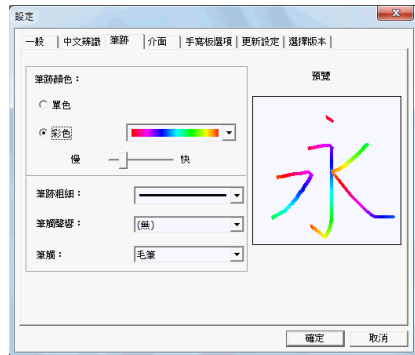 設定
一般 中文辨識 筆跡 介面 手寫板選項 更新設定 選擇版本
筆跡顏色：
單色
彩色
慢 快
筆跡粗細：
筆觸聲響： (無)
筆觸： 毛筆
預覽
永
確定 取消